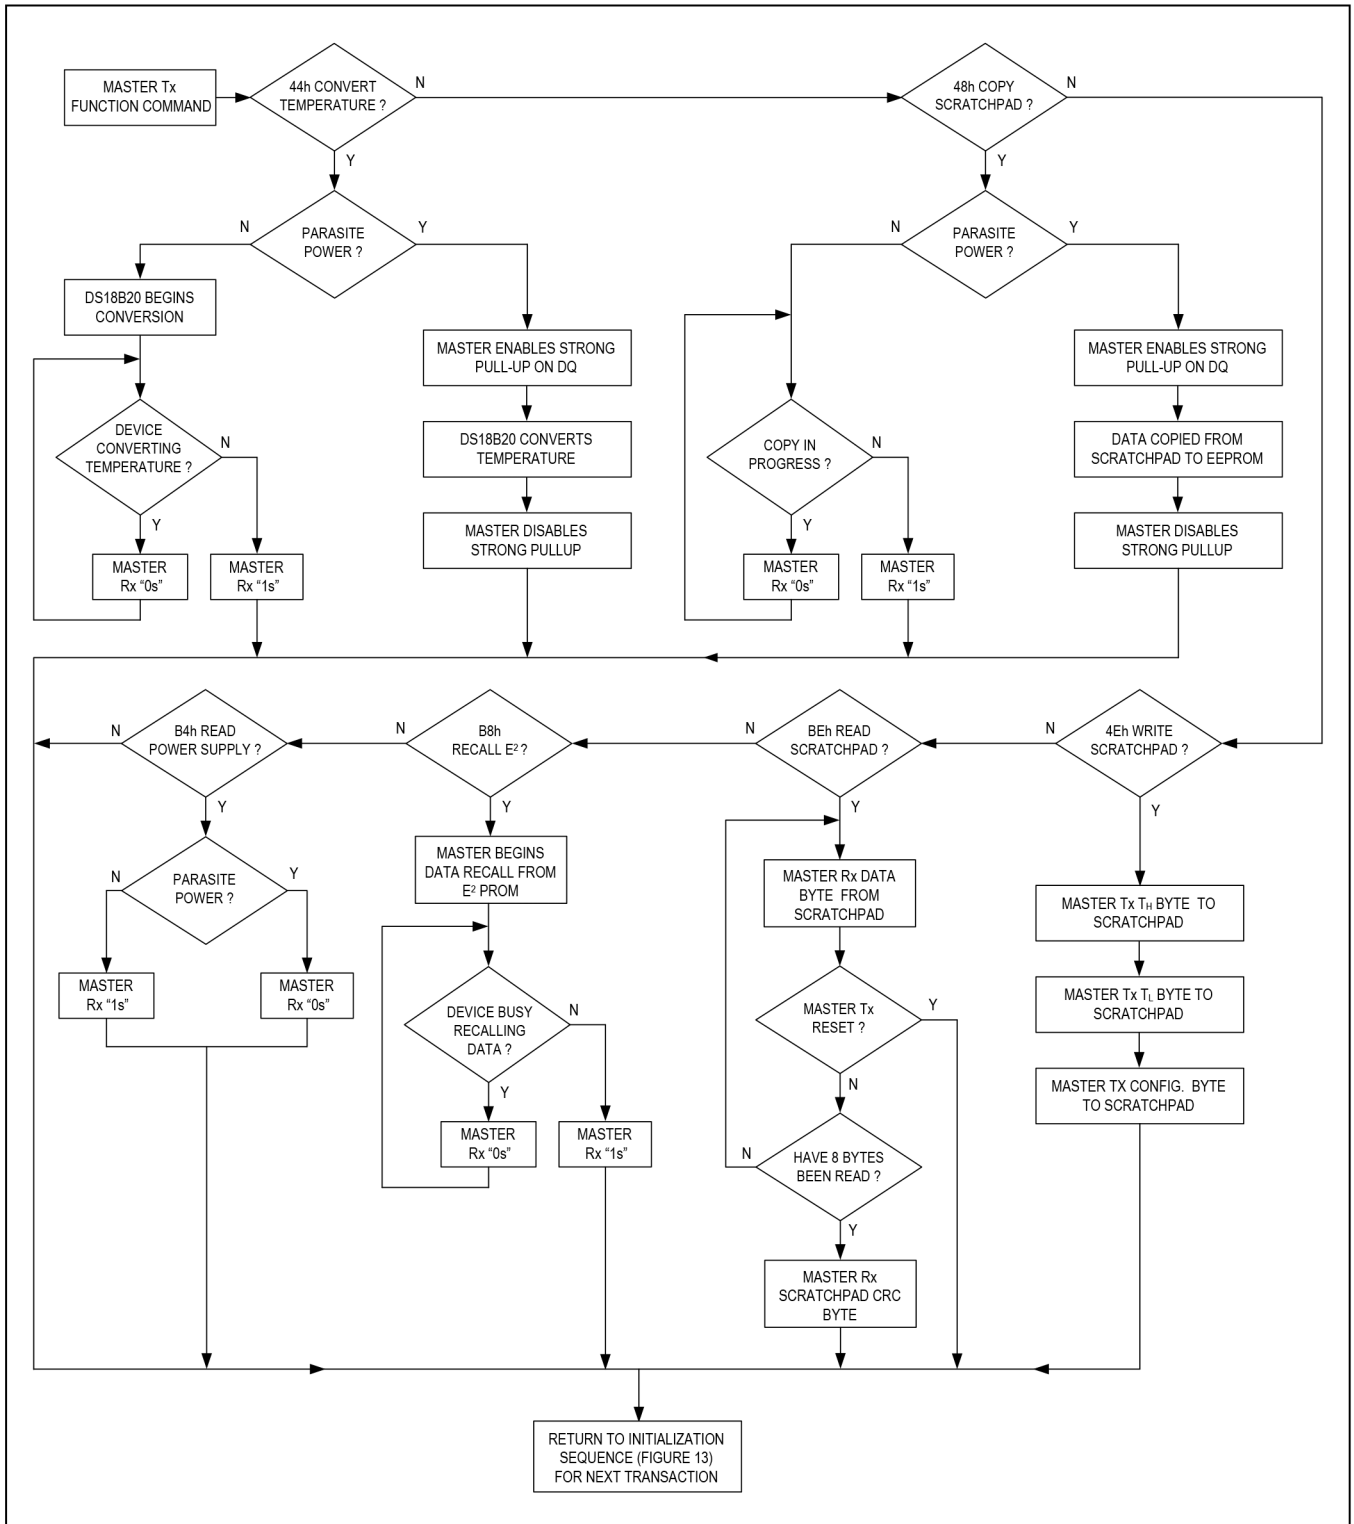 MASTER Tx
FUNCTION COMMAND
44h CONVERT
TEMPERATURE ?
N
Y
48h COPY
SCRATCHPAD ?
N
Y
PARASITE
POWER ?
N
Y
PARASITE
POWER ?
N
Y
DS18B20 BEGINS
CONVERSION
MASTER ENABLES STRONG
PULL-UP ON DQ
MASTER ENABLES STRONG
PULL-UP ON DQ
DEVICE
CONVERTING
TEMPERATURE ?
N
Y
DS18B20 CONVERTS
TEMPERATURE
COPY IN
PROGRESS ?
N
Y
DATA COPIED FROM
SCRATCHPAD TO EEPROM
MASTER
Rx “0s”
MASTER
Rx “1s”
MASTER DISABLES
STRONG PULLUP
MASTER
Rx “0s”
MASTER
Rx “1s”
MASTER DISABLES
STRONG PULLUP
N
B4h READ
POWER SUPPLY ?
Y
N
B8h
RECALL E² ?
Y
N
BEh READ
SCRATCHPAD ?
Y
N
4Eh WRITE
SCRATCHPAD ?
Y
N
PARASITE
POWER ?
Y
MASTER BEGINS
DATA RECALL FROM
E² PROM
MASTER Rx DATA
BYTE FROM
SCRATCHPAD
MASTER Tx T_H BYTE TO
SCRATCHPAD
MASTER
Rx “1s”
MASTER
Rx “0s”
DEVICE BUSY
RECALLING
DATA ?
N
Y
MASTER Tx
RESET ?
Y
N
MASTER Tx T_L BYTE TO
SCRATCHPAD
MASTER TX CONFIG. BYTE
TO SCRATCHPAD
MASTER
Rx “0s”
MASTER
Rx “1s”
N
HAVE 8 BYTES
BEEN READ ?
Y
MASTER Rx
SCRATCHPAD CRC
BYTE
RETURN TO INITIALIZATION
SEQUENCE (FIGURE 13)
FOR NEXT TRANSACTION